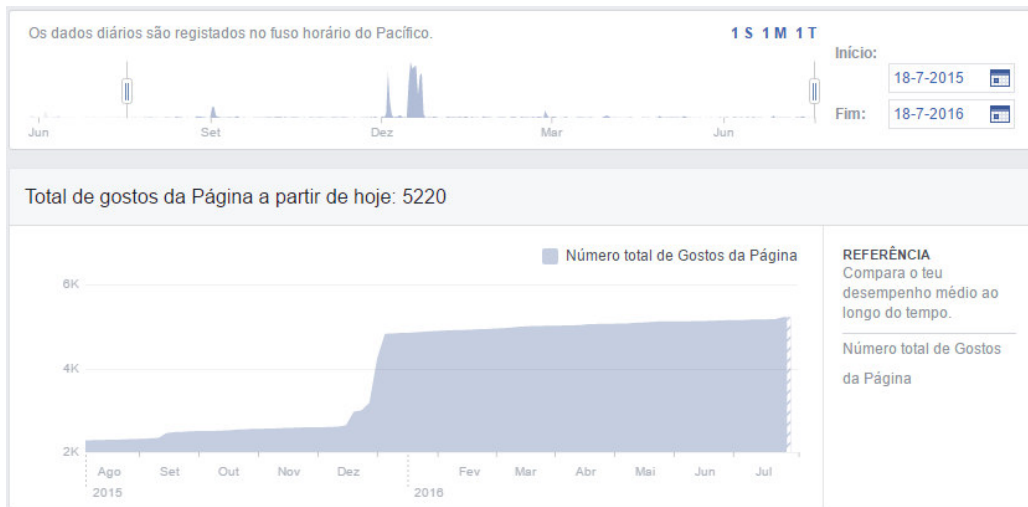 Os dados diários são registados no fuso horário do Pacífico.
1 S 1 M 1 T
Início:
18-7-2015
Fim:
18-7-2016
Jun Set Dez Mar Jun
Total de gostos da Página a partir de hoje: 5220
Número total de Gostos da Página
REFERÊNCIA
Compara o teu
desempenho médio ao
longo do tempo.
Número total de Gostos
da Página
6K
4K
2K
Ago Set Out Nov Dez Fev Mar Abr Mai Jun Jul
2015 2016